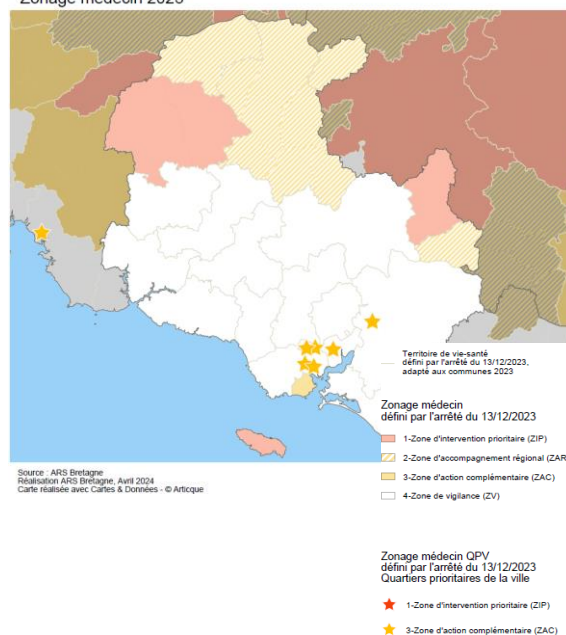 Zonage médecin 2023
Territoire de vie-santé
défini par l'arrêté du 13/12/2023,
adapté aux communes 2023
Zonage médecin
défini par l'arrêté du 13/12/2023
1-Zone d'intervention prioritaire (ZIP)
2-Zone d'accompagnement régional (ZAR)
3-Zone d'action complémentaire (ZAC)
4-Zone de vigilance (ZV)
Source : ARS Bretagne
Réalisation ARS Bretagne, Avril 2024
Carte réalisée avec Cartes & Données - © Articque
Zonage médecin QPV
défini par l'arrêté du 13/12/2023
Quartiers prioritaires de la ville
1-Zone d'intervention prioritaire (ZIP)
3-Zone d'action complémentaire (ZAC)